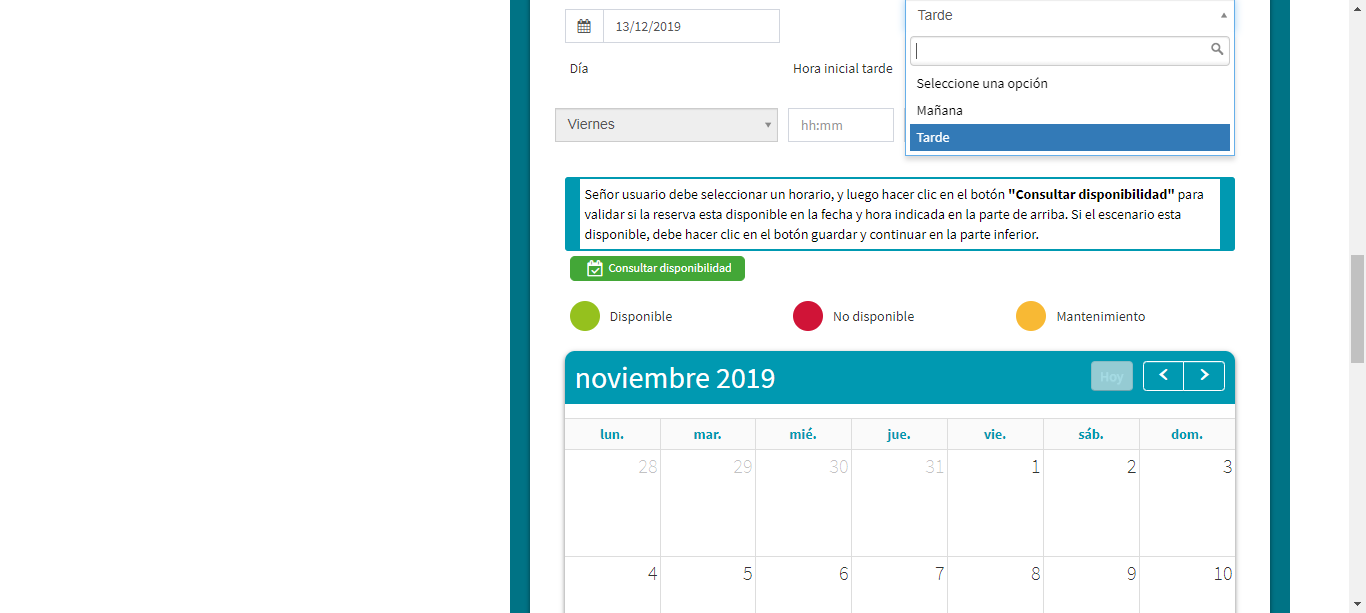 13/12/2019
Tarde
Día
Hora inicial tarde
Seleccione una opción
Mañana
Tarde
Viernes
hh:mm
Señor usuario debe seleccionar un horario, y luego hacer clic en el botón "Consultar disponibilidad" para
validar si la reserva esta disponible en la fecha y hora indicada en la parte de arriba. Si el escenario esta
disponible, debe hacer clic en el botón guardar y continuar en la parte inferior.
Consultar disponibilidad
Disponible No disponible Mantenimiento
noviembre 2019 Hoy
lun. mar. mié. jue. vie. sáb. dom.
28 29 30 31 1 2 3
4 5 6 7 8 9 10